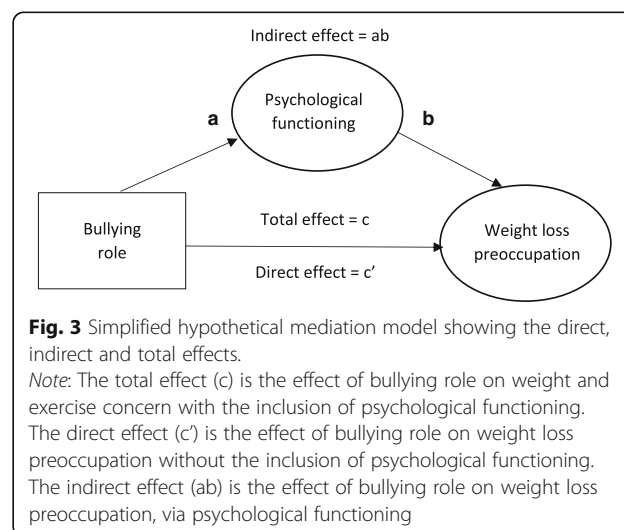 Indirect effect = ab
Psychological
functioning
a
b
Bullying
role
Total effect = c
Direct effect = c′
Weight loss
preoccupation
Fig. 3 Simplified hypothetical mediation model showing the direct,
indirect and total effects.
Note: The total effect (c) is the effect of bullying role on weight and
exercise concern with the inclusion of psychological functioning.
The direct effect (c’) is the effect of bullying role on weight loss
preoccupation without the inclusion of psychological functioning.
The indirect effect (ab) is the effect of bullying role on weight loss
preoccupation, via psychological functioning